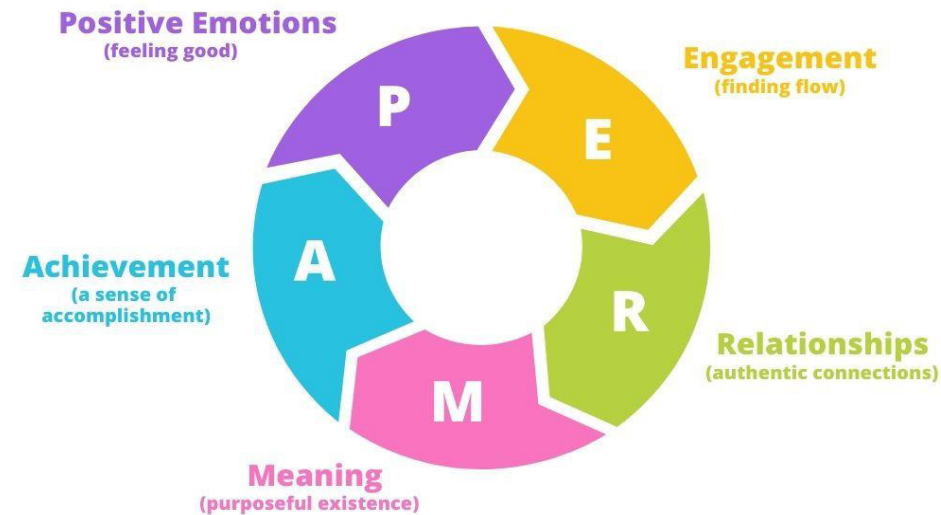 Positive Emotions
(feeling good)
P
Engagement
(finding flow)
E
Relationships
(authentic connections)
R
Meaning
(purposeful existence)
M
Achievement
(a sense of
accomplishment)
A